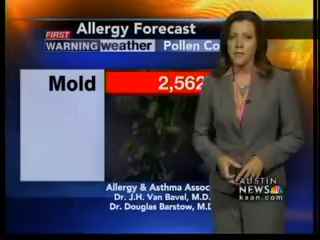 Allergy Forecast
FIRST
WARNING weather
Pollen Co
Mold 2,562
Allergy & Asthma Assoc
Dr. J.H. Van Bavel, M.D.
Dr. Douglas Barstow, M.D
AUSTIN
NEWS
kxan.com